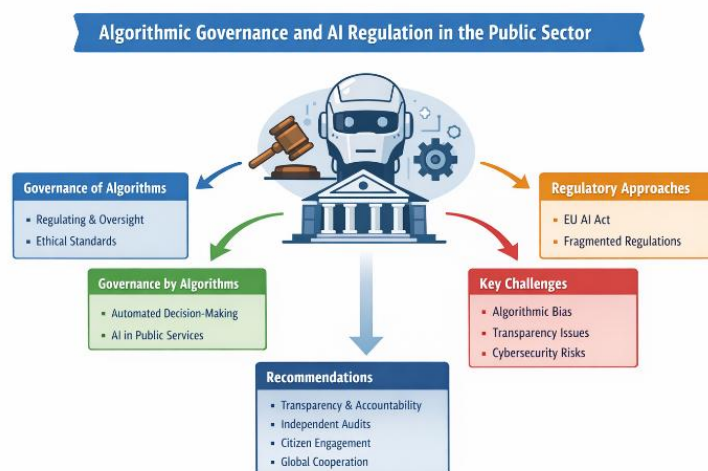 Algorithmic Governance and AI Regulation in the Public Sector
Governance of Algorithms
▪ Regulating & Oversight
▪ Ethical Standards
Regulatory Approaches
▪ EU AI Act
▪ Fragmented Regulations
Governance by Algorithms
▪ Automated Decision-Making
▪ AI in Public Services
Key Challenges
▪ Algorithmic Bias
▪ Transparency Issues
▪ Cybersecurity Risks
Recommendations
▪ Transparency & Accountability
▪ Independent Audits
▪ Citizen Engagement
▪ Global Cooperation